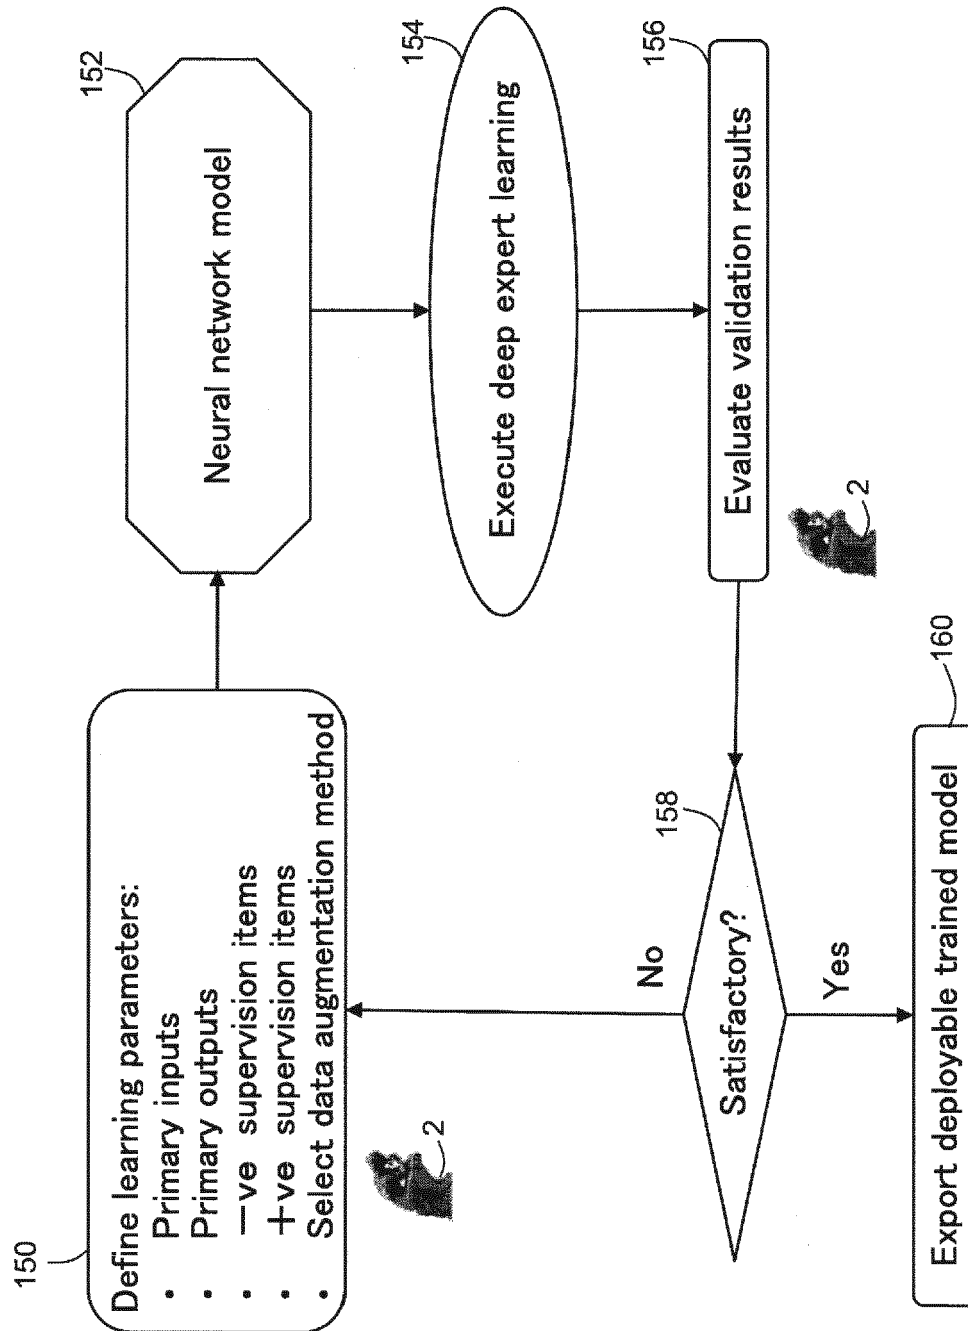 150
Define learning parameters:
• Primary inputs
• Primary outputs
• −ve supervision items
• +ve supervision items
• Select data augmentation method
2
152
Neural network model
154
Execute deep expert learning
156
Evaluate validation results
2
158
Satisfactory?
No
Yes
160
Export deployable trained model